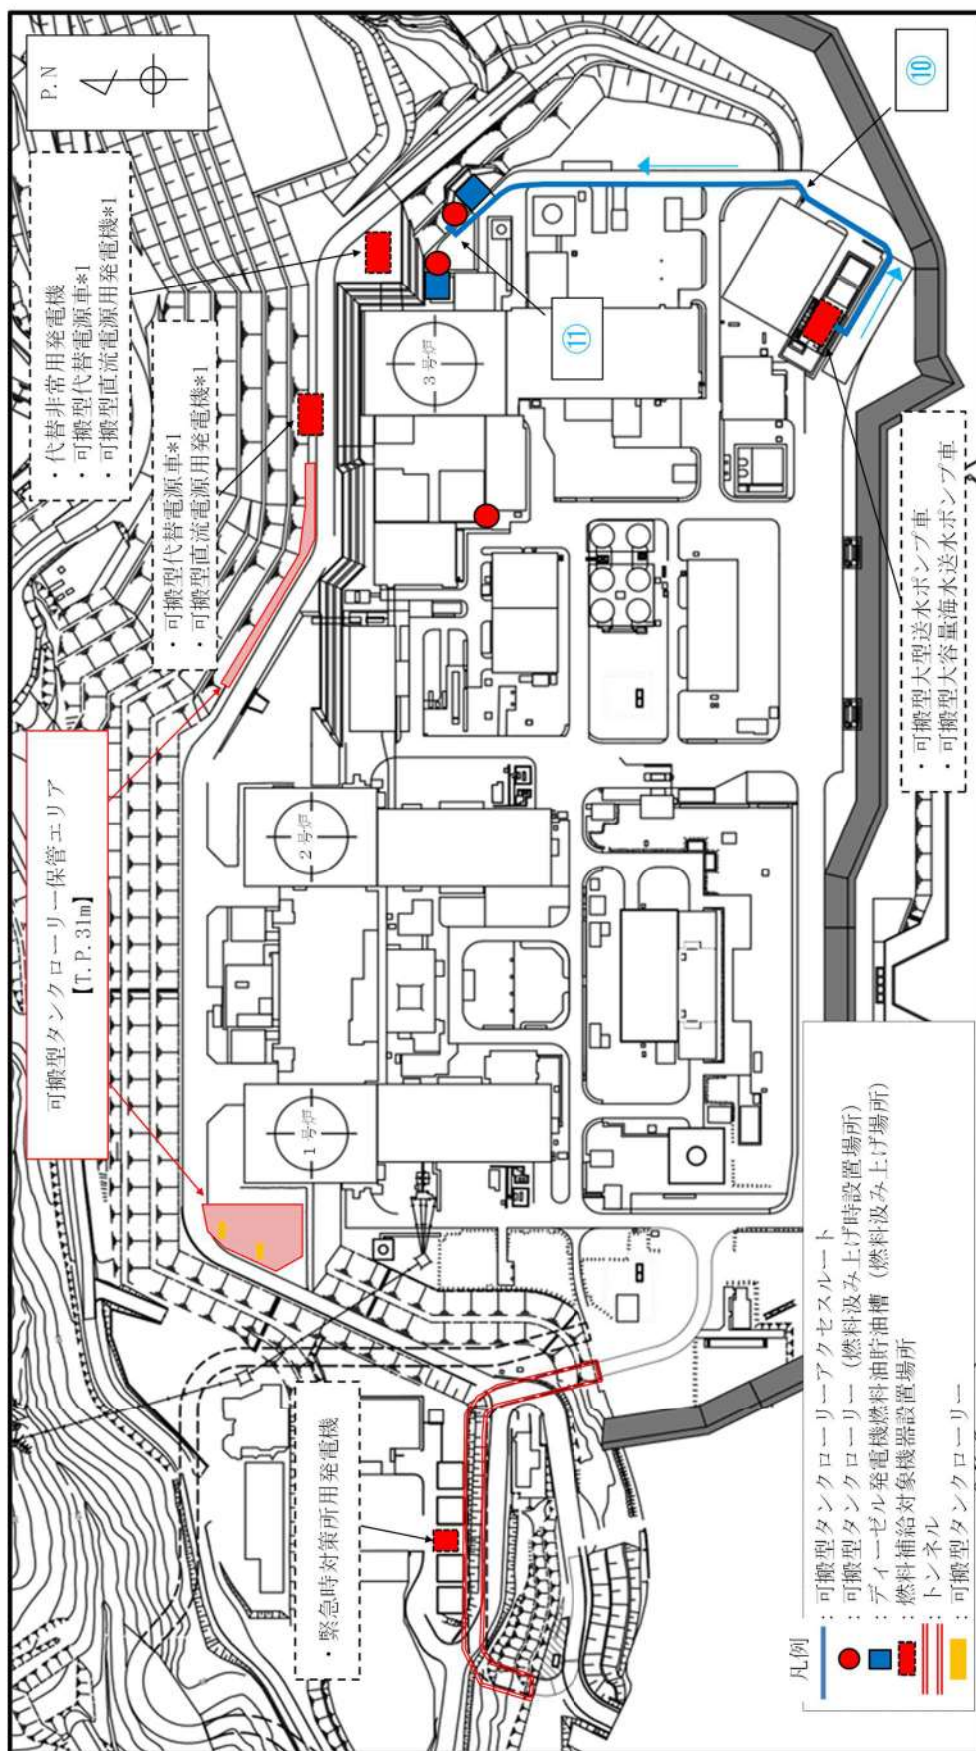 P.N
・ 代替非常用発電機
・ 可搬型代替電源車*1
・ 可搬型直流電源用発電機*1
・ 可搬型代替電源車*1
・ 可搬型直流電源用発電機*1
可搬型タンクローリー保管エリア
【T.P.31m】
・ 緊急時対策所用発電機
1号炉
2号炉
3号炉
⑪
⑩
・ 可搬型大型送水ポンプ車
・ 可搬型大容量海水送水ポンプ車
凡例
：可搬型タンクローリーアクセスルート
：可搬型タンクローリー（燃料汲み上げ時設置場所）
：ディーゼル発電機燃料油貯油槽（燃料汲み上げ場所）
：燃料補給対象機器設置場所
：トンネル
：可搬型タンクローリー